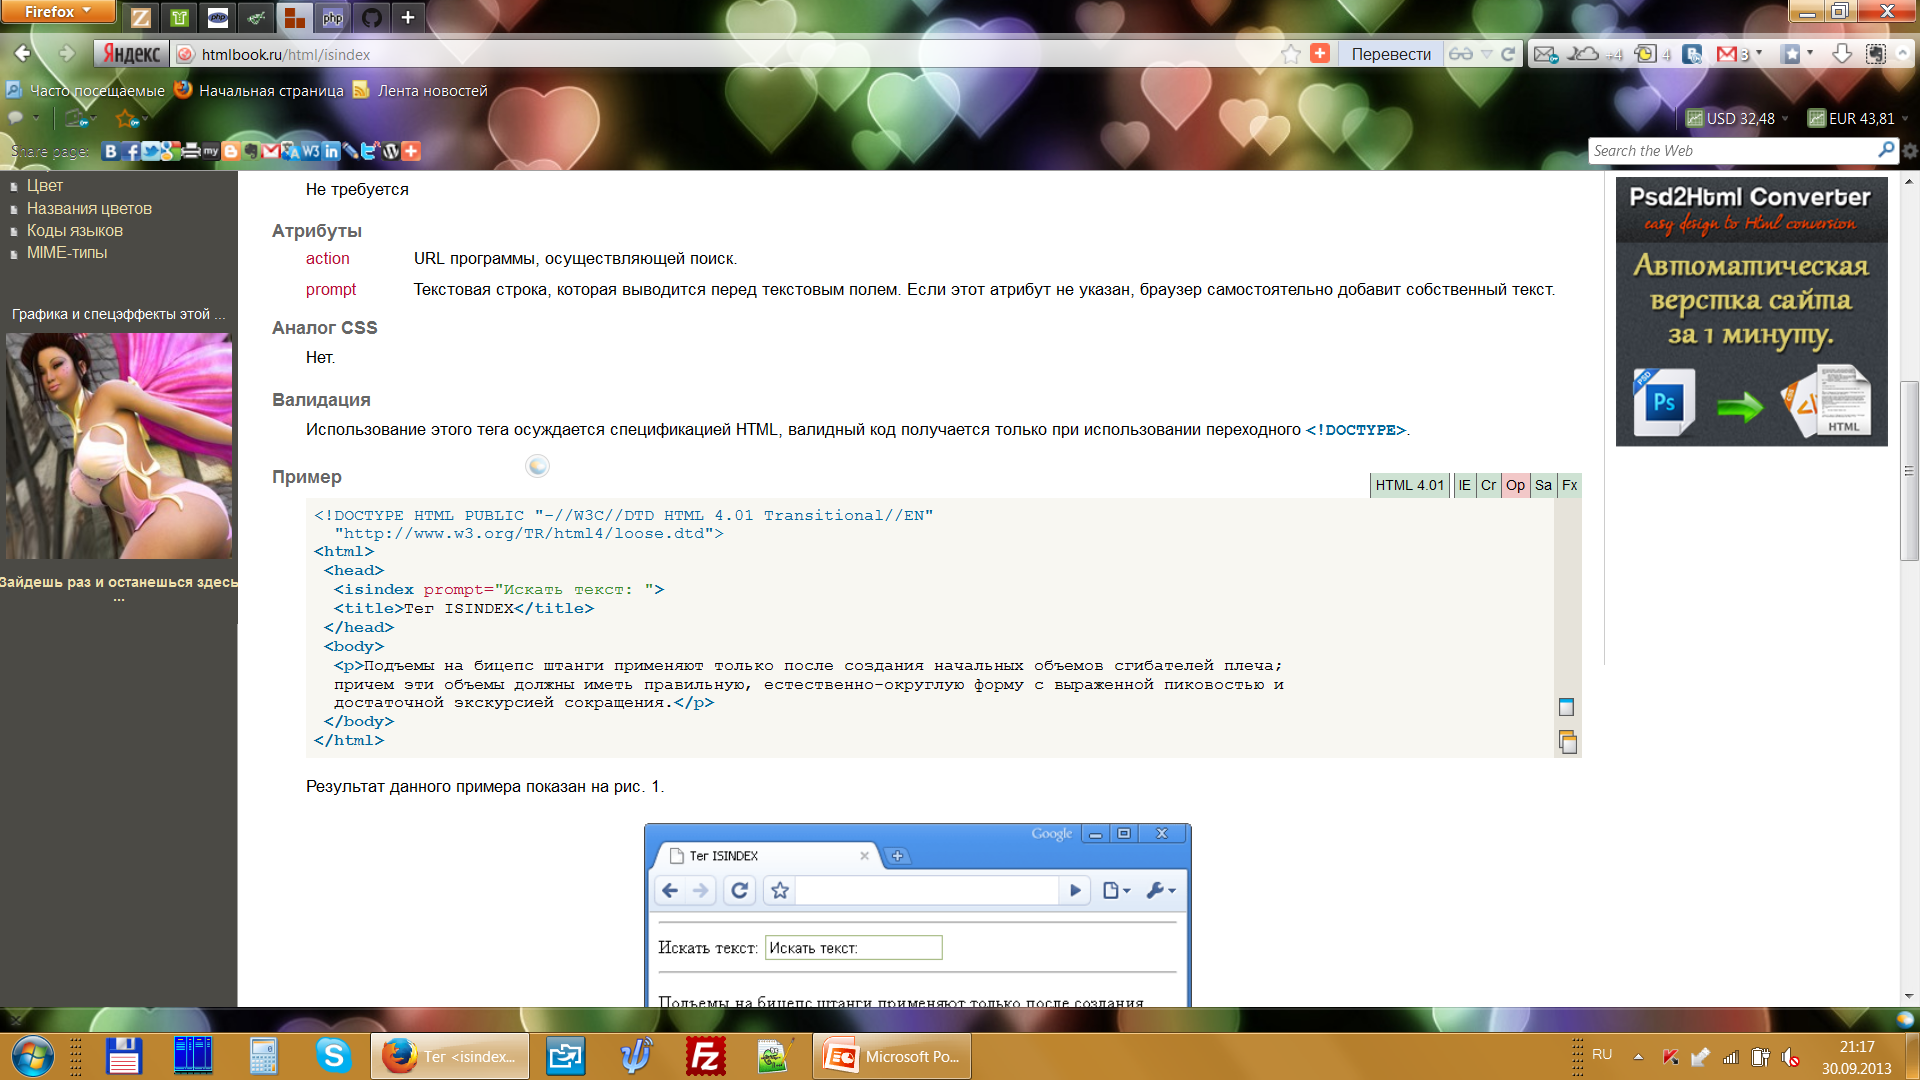 Firefox
Яндекс
htmlbook.ru/html/isindex
Перевести
+4
4
3
Часто посещаемые
Начальная страница
Лента новостей
USD 32,48
EUR 43,81
Share page:
my
W3
Search the Web
Цвет
Названия цветов
Коды языков
MIME-типы
Графика и спецэффекты этой ...
Зайдешь раз и останешься здесь
...
Не требуется
Атрибуты
action URL программы, осуществляющей поиск.
prompt Текстовая строка, которая выводится перед текстовым полем. Если этот атрибут не указан, браузер самостоятельно добавит собственный текст.
Аналог CSS
Нет.
Валидация
Использование этого тега осуждается спецификацией HTML, валидный код получается только при использовании переходного <!DOCTYPE>.
Пример
HTML 4.01 IE Cr Op Sa Fx
<!DOCTYPE HTML PUBLIC "-//W3C//DTD HTML 4.01 Transitional//EN"
"http://www.w3.org/TR/html4/loose.dtd">
<html>
<head>
<isindex prompt="Искать текст: ">
<title>Тег ISINDEX</title>
</head>
<body>
<p>Подъемы на бицепс штанги применяют только после создания начальных объемов сгибателей плеча;
причем эти объемы должны иметь правильную, естественно-округлую форму с выраженной пиковостью и
достаточной экскурсией сокращения.</p>
</body>
</html>
Результат данного примера показан на рис. 1.
Google
Тег ISINDEX
Искать текст: Искать текст:
Подъемы на бицепс штанги применяют только после создания
Psd2Html Converter
easy design to Html conversion
Автоматическая
верстка сайта
за 1 минуту.
PSD
Ps
HTML
Тег <isindex...
Microsoft Po...
RU
21:17
30.09.2013